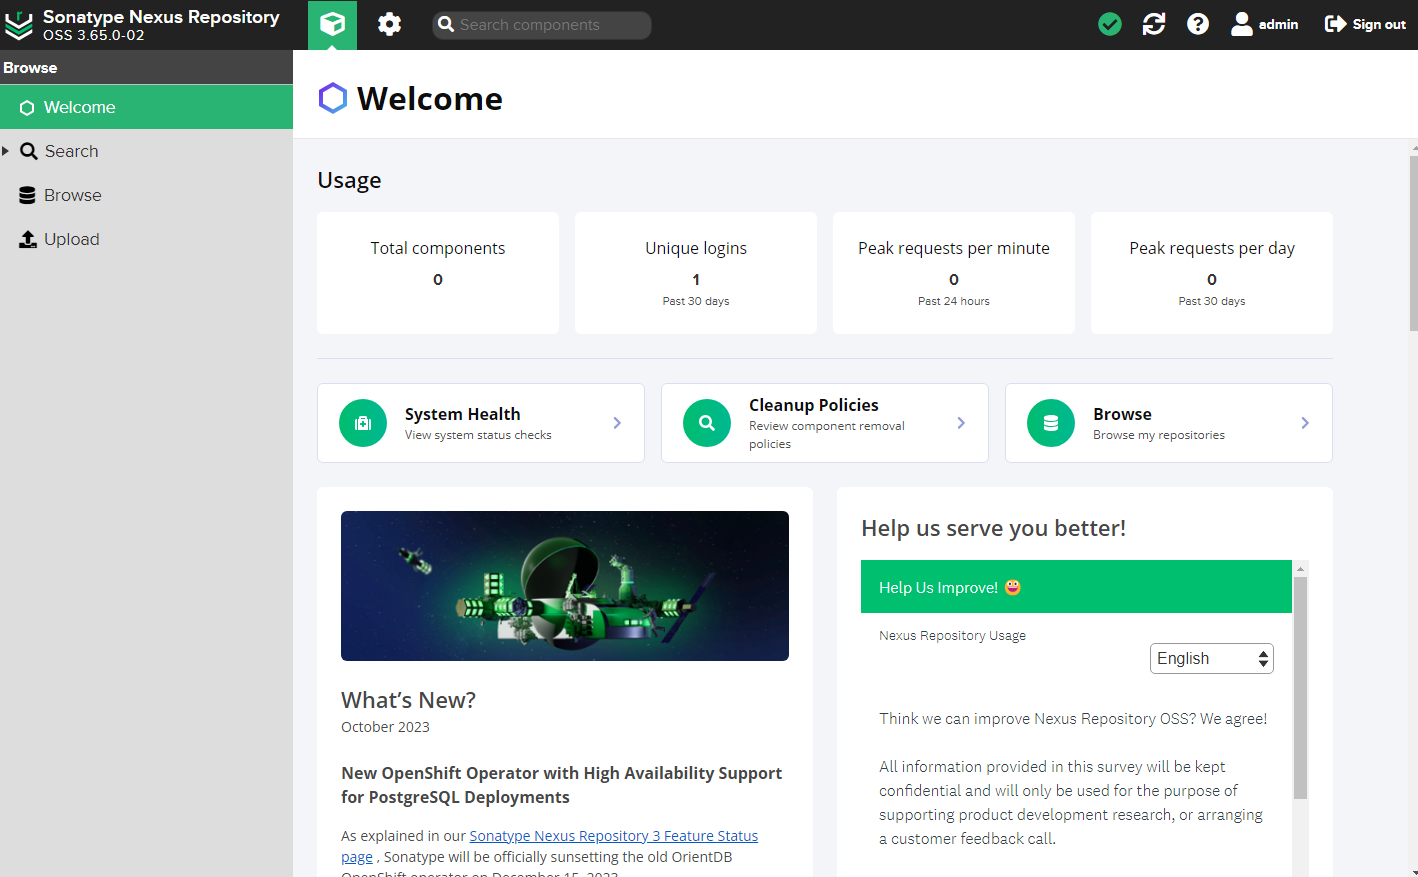 Sonatype Nexus Repository
OSS 3.65.0-02
Search components
admin
Sign out
Browse
Welcome
Search
Browse
Upload
Welcome
Usage
Total components
0
Unique logins
1
Past 30 days
Peak requests per minute
0
Past 24 hours
Peak requests per day
0
Past 30 days
System Health
View system status checks
Cleanup Policies
Review component removal
policies
Browse
Browse my repositories
What's New?
October 2023
New OpenShift Operator with High Availability Support
for PostgreSQL Deployments
As explained in our Sonatype Nexus Repository 3 Feature Status
page , Sonatype will be officially sunsetting the old OrientDB
OpenShift operator on December 15, 2023
Help us serve you better!
Help Us Improve! 😀
Nexus Repository Usage
English
Think we can improve Nexus Repository OSS? We agree!
All information provided in this survey will be kept
confidential and will only be used for the purpose of
supporting product development research, or arranging
a customer feedback call.